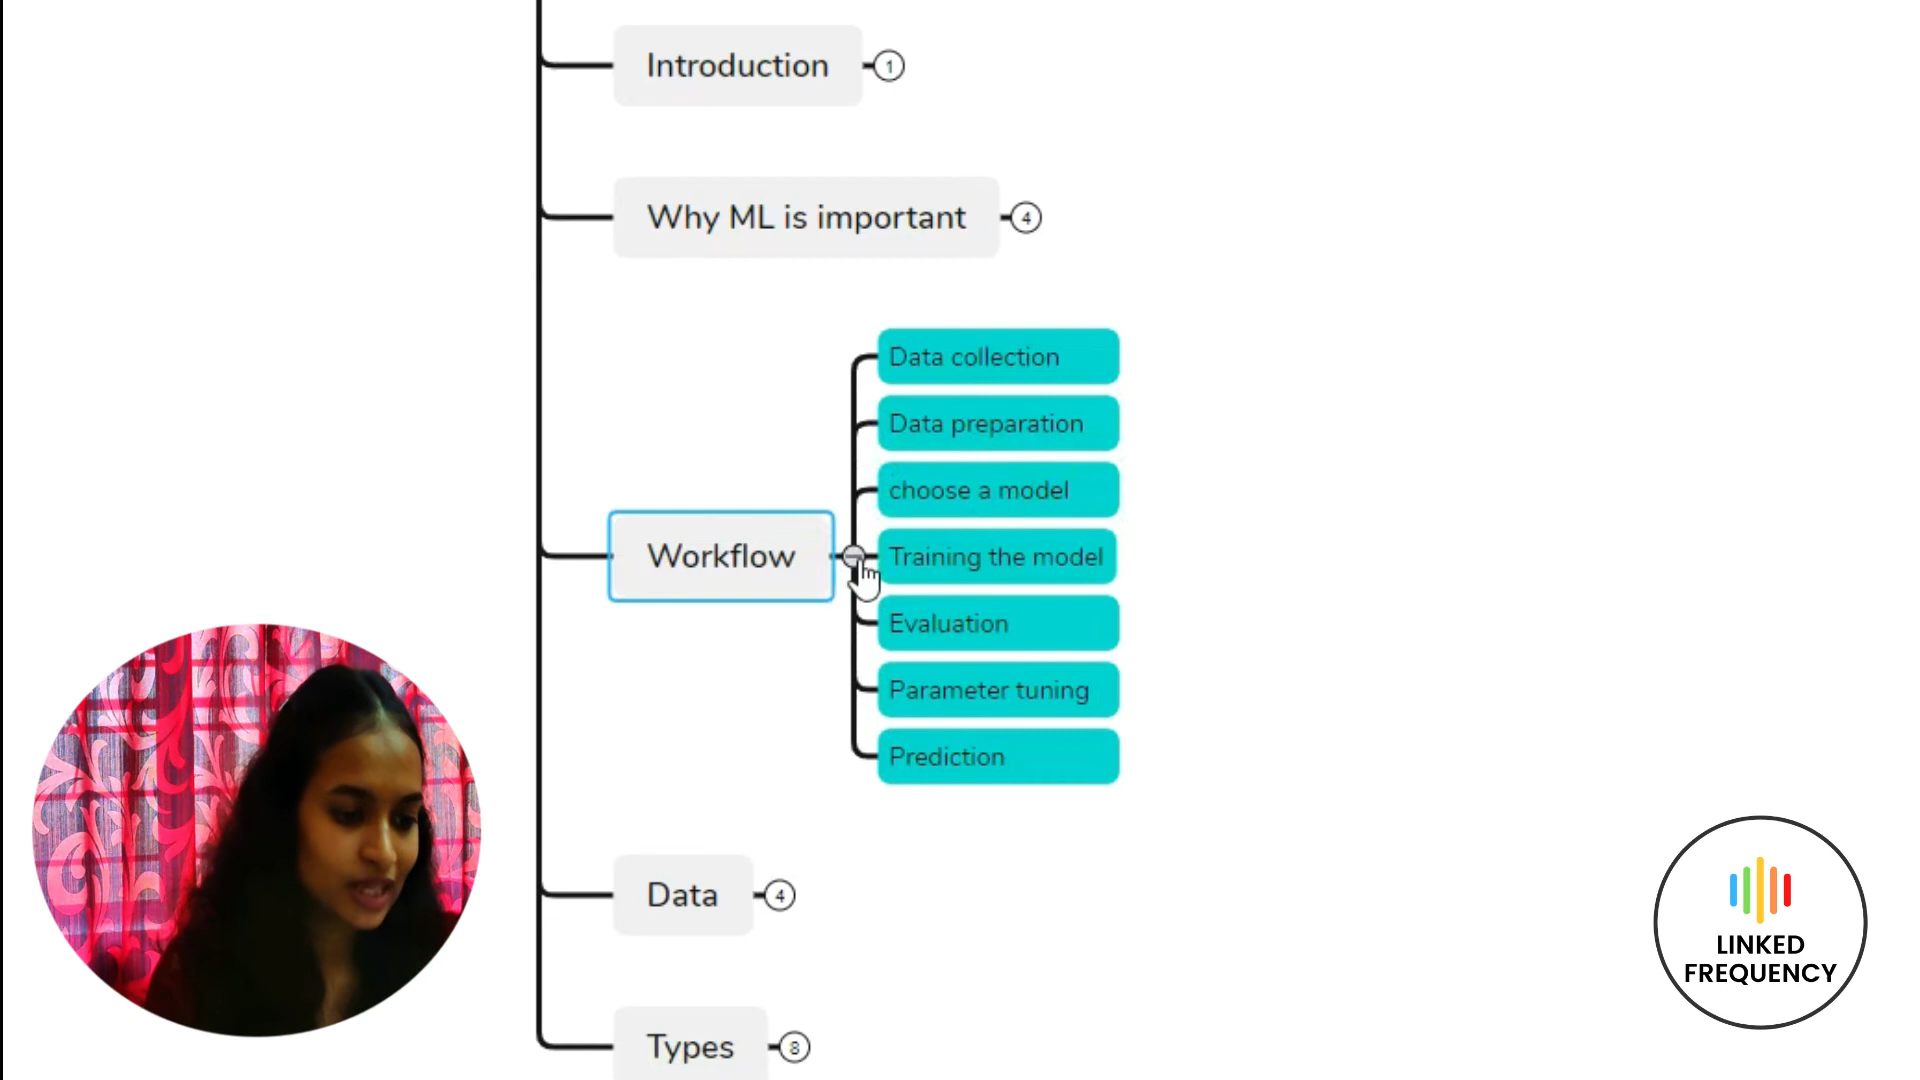 Introduction
1
Why ML is important
4
Data collection
Data preparation
choose a model
Workflow
Training the model
Evaluation
Parameter tuning
Prediction
Data
4
Types
8
LINKED
FREQUENCY